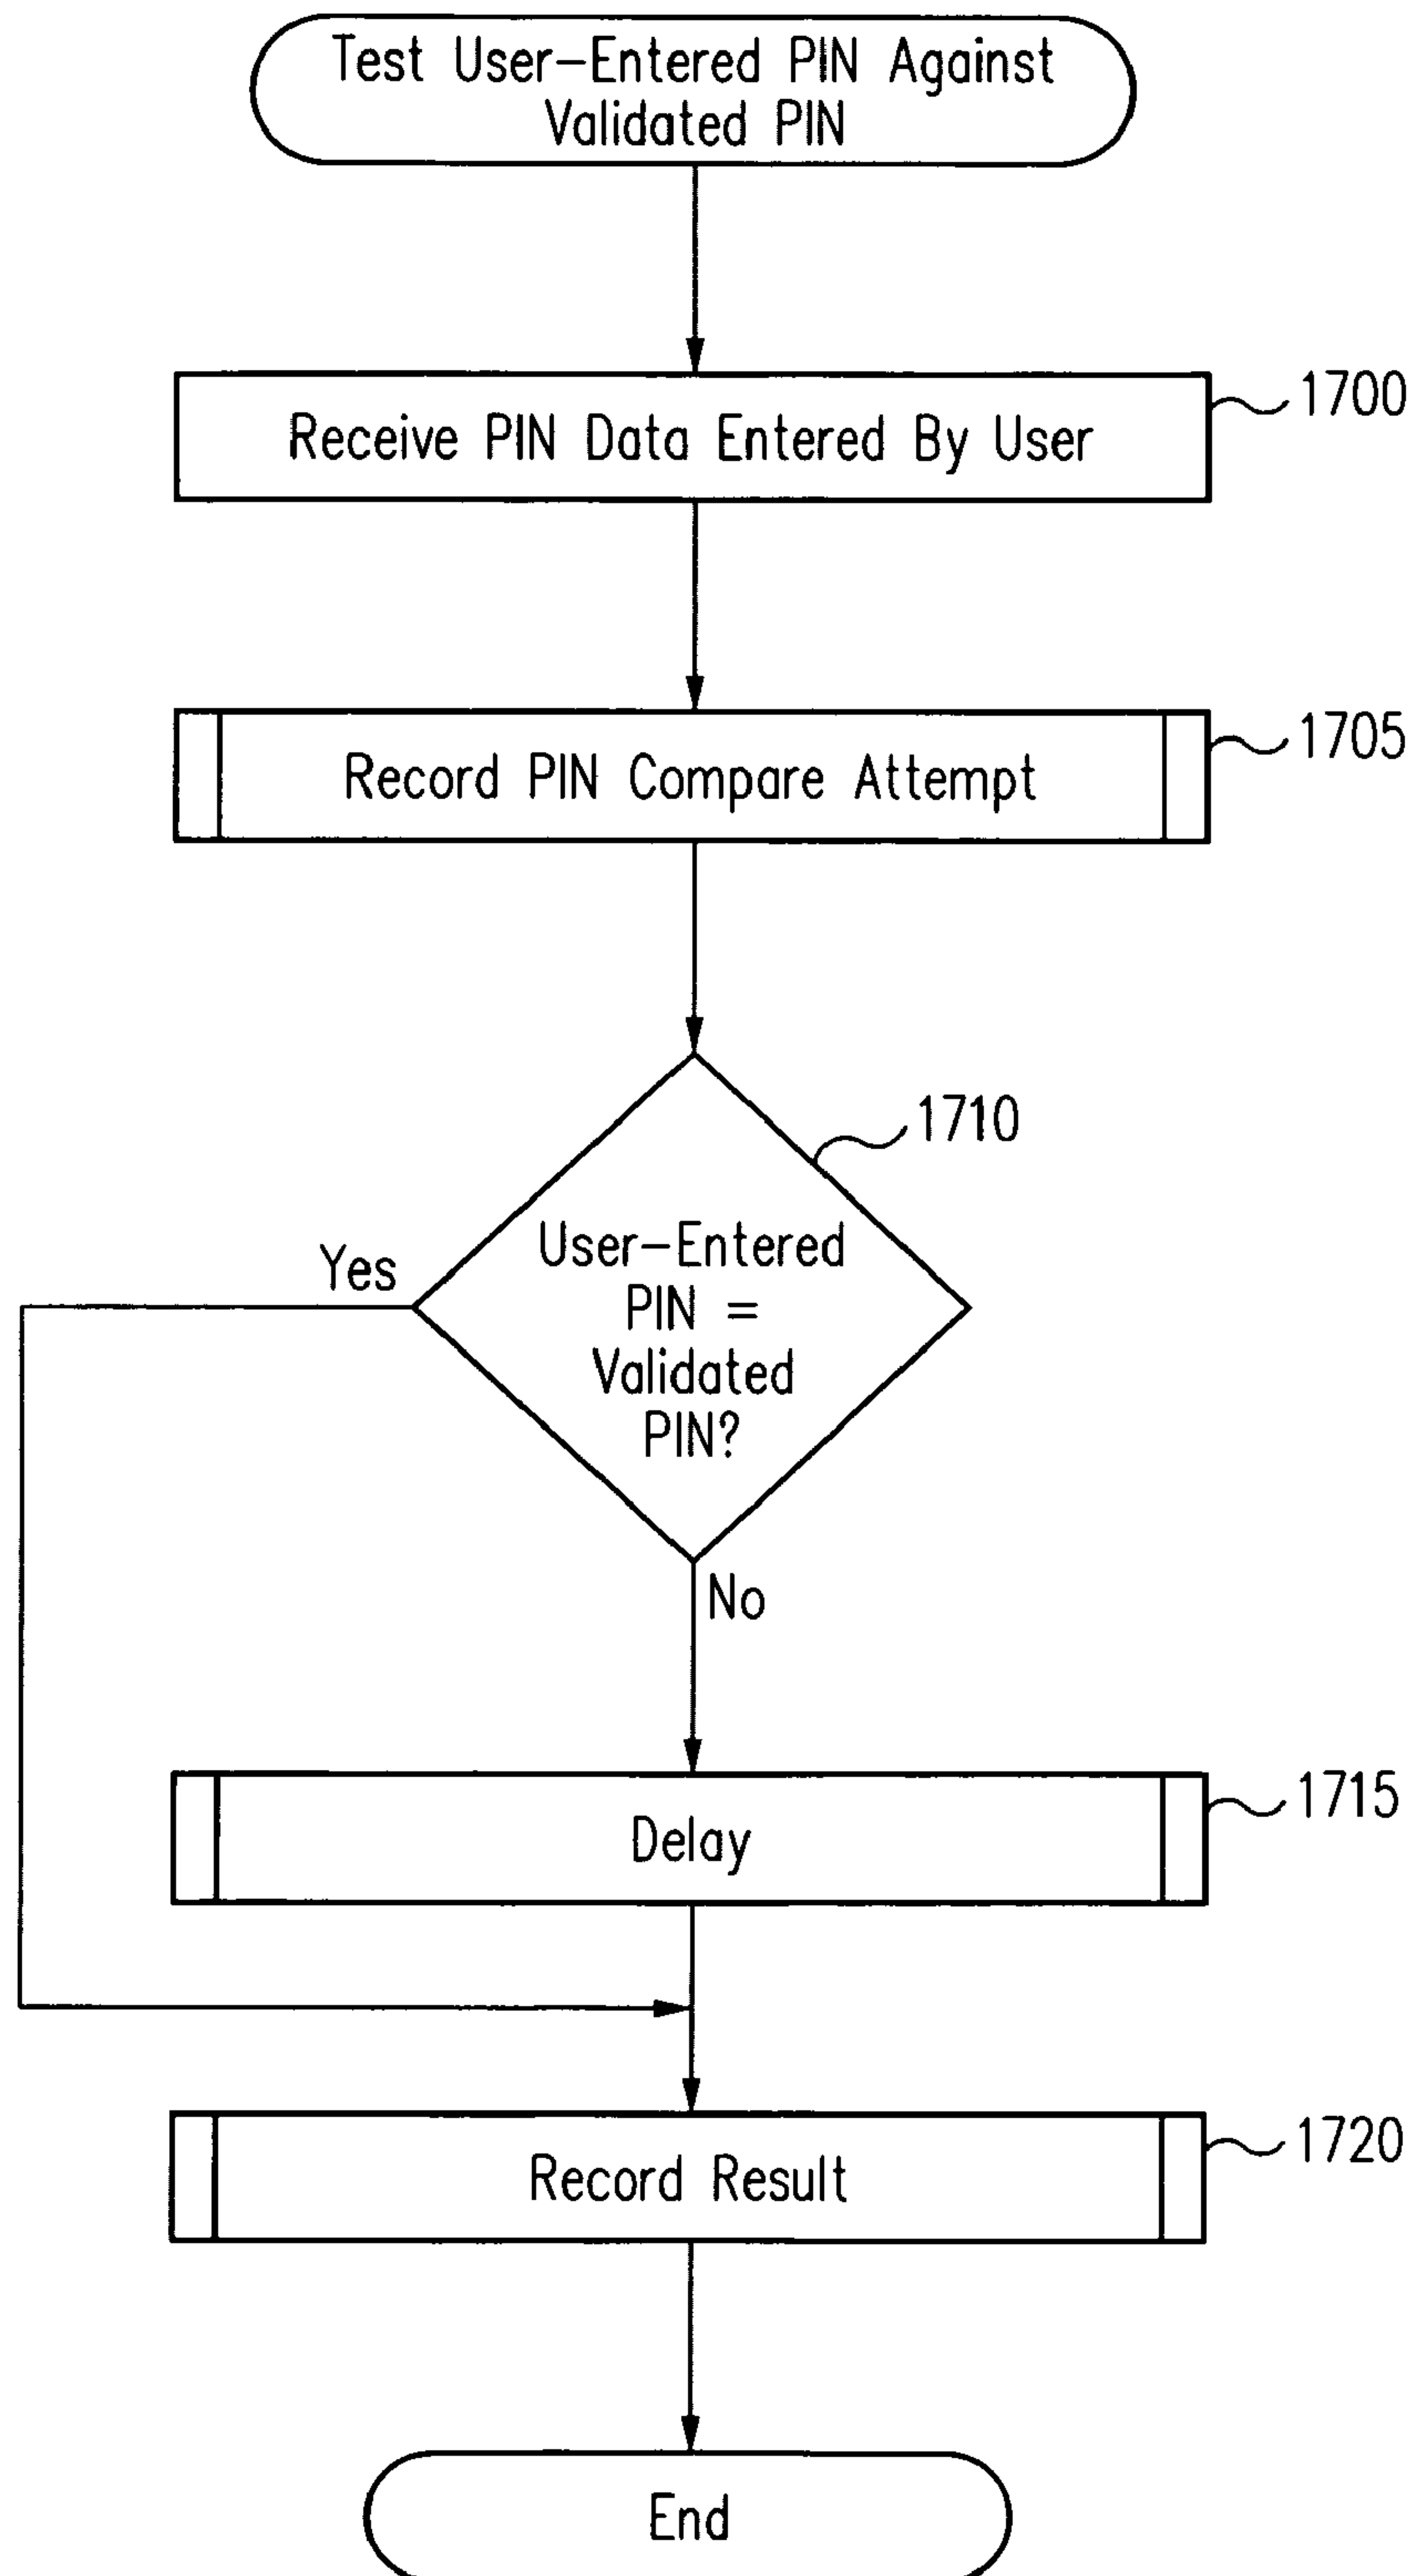 Test User-Entered PIN Against
Validated PIN
Receive PIN Data Entered By User
1700
Record PIN Compare Attempt
1705
1710
User-Entered
PIN =
Validated
PIN?
Yes
No
Delay
1715
Record Result
1720
End